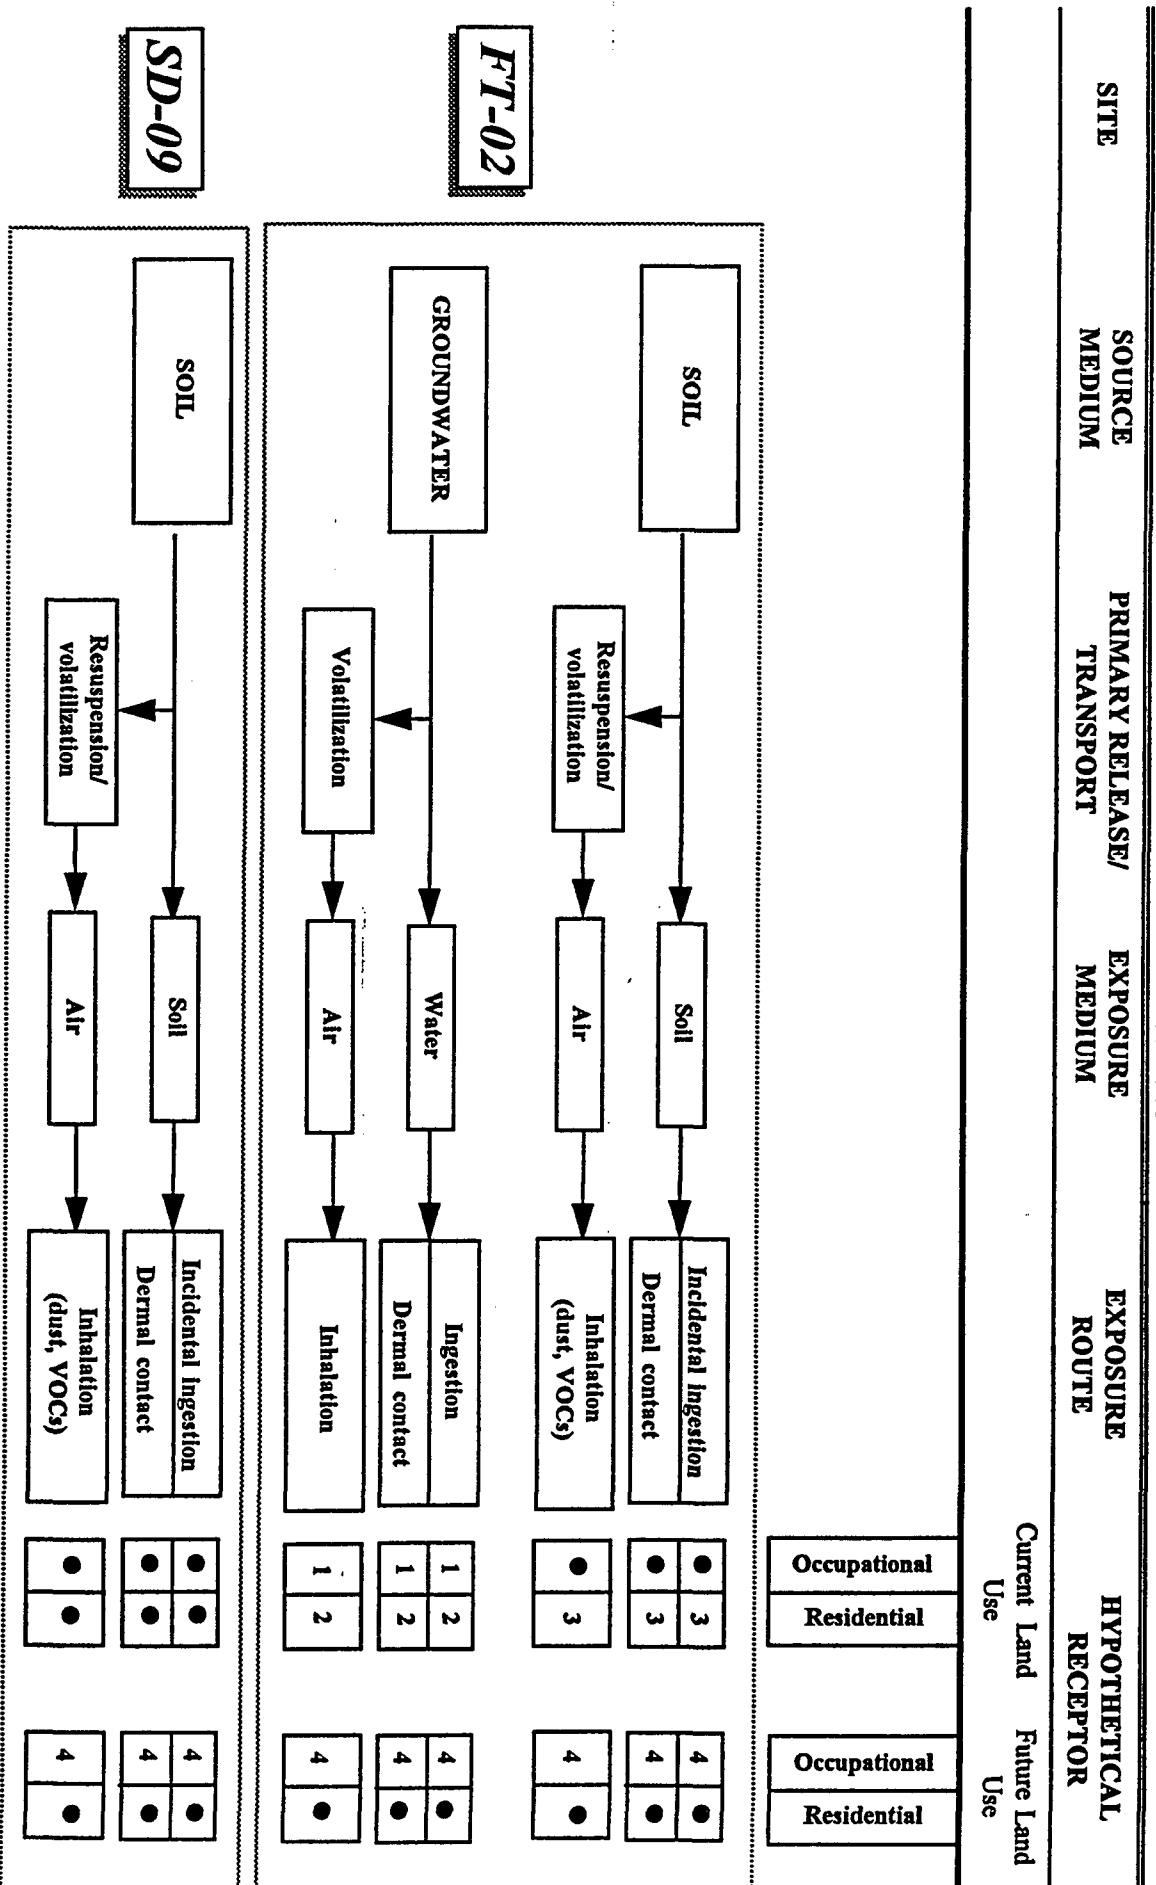 SITE
SOURCE
MEDIUM
PRIMARY RELEASE/
TRANSPORT
EXPOSURE
MEDIUM
EXPOSURE
ROUTE
HYPOTHETICAL
RECEPTOR
Current Land
Use
Future Land
Use
Occupational
Residential
Occupational
Residential
FT-02
SOIL
Soil
Incidental ingestion
● 3 4 ●
Dermal contact
● 3 4 ●
Resuspension/
volatilization
Air
Inhalation
(dust, VOCs)
● 3 4 ●
GROUNDWATER
Water
Ingestion
1 2 4 ●
Dermal contact
1 2 4 ●
Volatilization
Air
Inhalation
1 2 4 ●
SD-09
SOIL
Soil
Incidental ingestion
● ● 4 ●
Dermal contact
● ● 4 ●
Resuspension/
volatilization
Air
Inhalation
(dust, VOCs)
● ● 4 ●